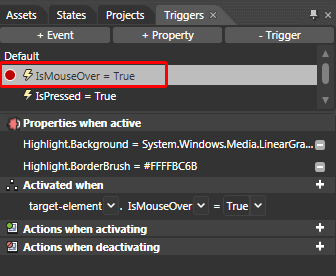 Assets States Projects Triggers
+ Event + Property - Trigger
Default
IsMouseOver = True
IsPressed = True
Properties when active
Highlight.Background = System.Windows.Media.LinearGra...
Highlight.BorderBrush = #FFFFBC6B
Activated when
target-element . IsMouseOver = True
Actions when activating
Actions when deactivating